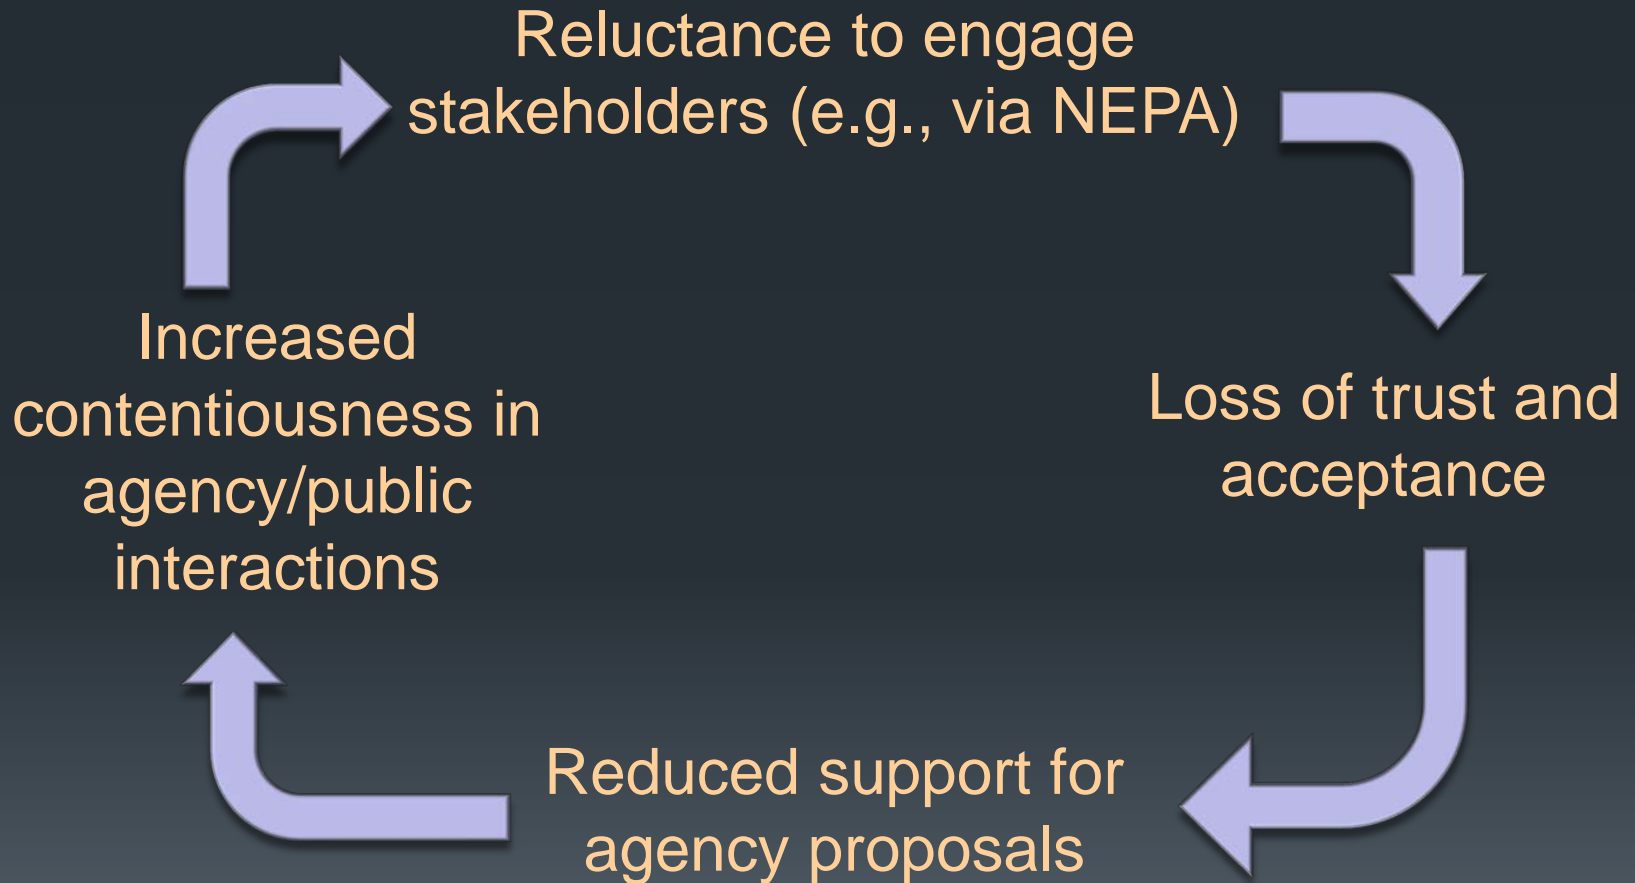 Reluctance to engage
stakeholders (e.g., via NEPA)
Loss of trust and
acceptance
Reduced support for
agency proposals
Increased
contentiousness in
agency/public
interactions